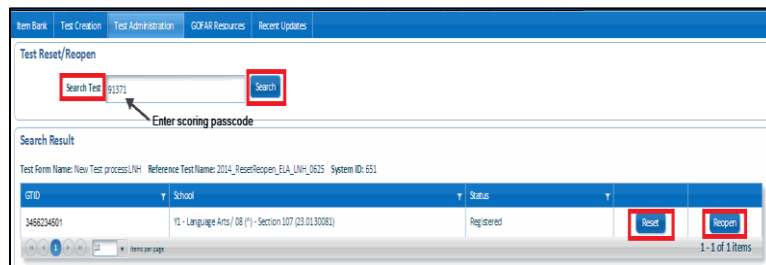 Item Bank Test Creation Test Administration GOFAR Resources Recent Updates
Test Reset/Reopen
Search Test 91371 Search
Enter scoring passcode
Search Result
Test Form Name: New Test process LNH Reference Test Name: 2014_ResetReopen_ELA_LNH_0625 System ID: 651
GTID School Status
3456234501 Y1 - Language Arts / 08 (^) - Section 107 (23.0130081) Registered Reset Reopen
1 10 items per page 1 - 1 of 1 items